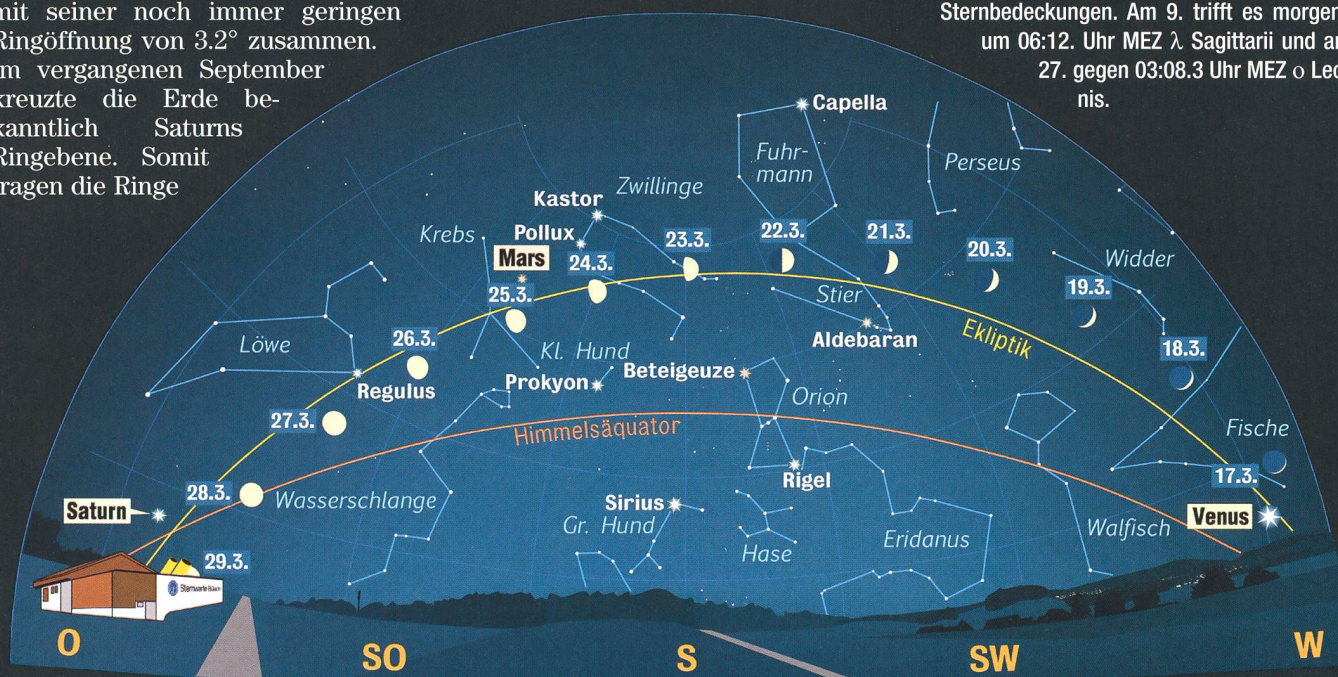 mit seiner noch immer geringen
Ringöffnung von 3.2° zusammen.
Im vergangenen September
kreuzte die Erde be-
kanntlich Saturns
Ringebene. Somit
ragen die Ringe
Sternbedeckungen. Am 9. trifft es morgen
um 06:12. Uhr MEZ λ Sagittarii und a
27. gegen 03:08.3 Uhr MEZ ο Leo
nis.
Capella
Fuhr-
mann
Perseus
Zwillinge
Kastor
Pollux
Krebs
Mars
23.3.
22.3.
21.3.
20.3.
24.3.
25.3.
19.3.
Widder
Stier
Aldebaran
Ekliptik
18.3.
26.3.
Löwe
Regulus
Kl. Hund
Prokyon
Beteigeuze
Orion
27.3.
Himmelsäquator
Fische
17.3.
28.3.
Wasserschlange
Rigel
Sirius
Gr. Hund
Hase
Eridanus
Walfisch
Venus
Saturn
29.3.
Sternwarte Bülach
O
SO
S
SW
W